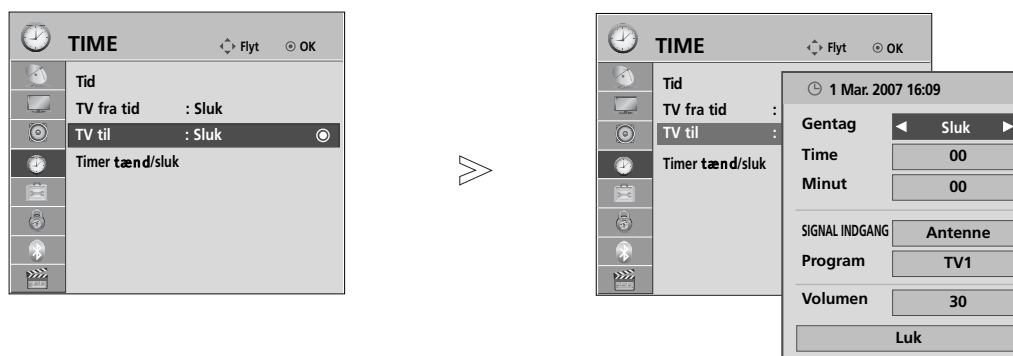 TIME Flyt OK
Tid
TV fra tid : Sluk
TV til : Sluk
Timer tænd/sluk
TIME Flyt OK
Tid
TV fra tid :
TV til :
Timer tænd/sluk
1 Mar. 2007 16:09
Gentag ◄ Sluk ►
Time 00
Minut 00
SIGNAL INDGANG Antenne
Program TV1
Volumen 30
Luk